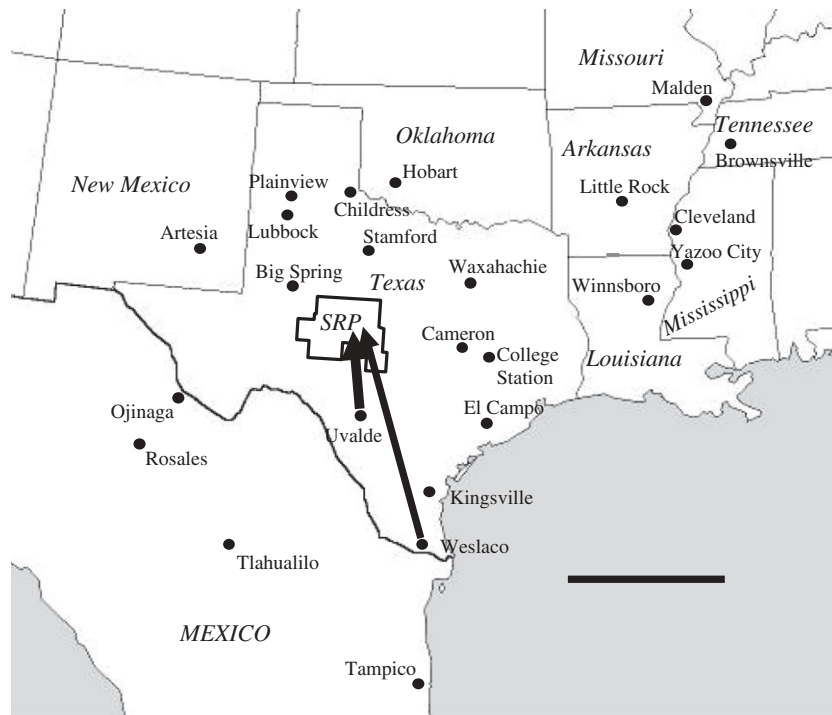 Missouri
Malden
Oklahoma
Tennessee
Arkansas
Brownsville
New Mexico
Plainview
Hobart
Little Rock
Childress
Lubbock
Cleveland
Artesia
Stamford
Yazoo City
Big Spring
Texas
Waxahachie
Winnsboro
Mississippi
SRP
Cameron
College
Station
Louisiana
Ojinaga
El Campo
Uvalde
Rosales
Kingsville
Weslaco
Tlahualilo
MEXICO
Tampico